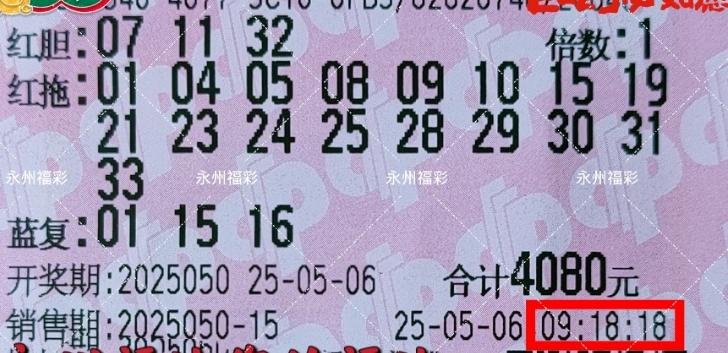 红胆:07 11 32 倍数:1
红拖:01 04 05 08 09 10 15 19
21 23 24 25 28 29 30 31
永州福彩 永州福彩 永州福彩 永州福彩
33
蓝复:01 15 16
开奖期:2025050 25-05-06 合计4080元
销售期:2025050-15 25-05-06 09:18:18